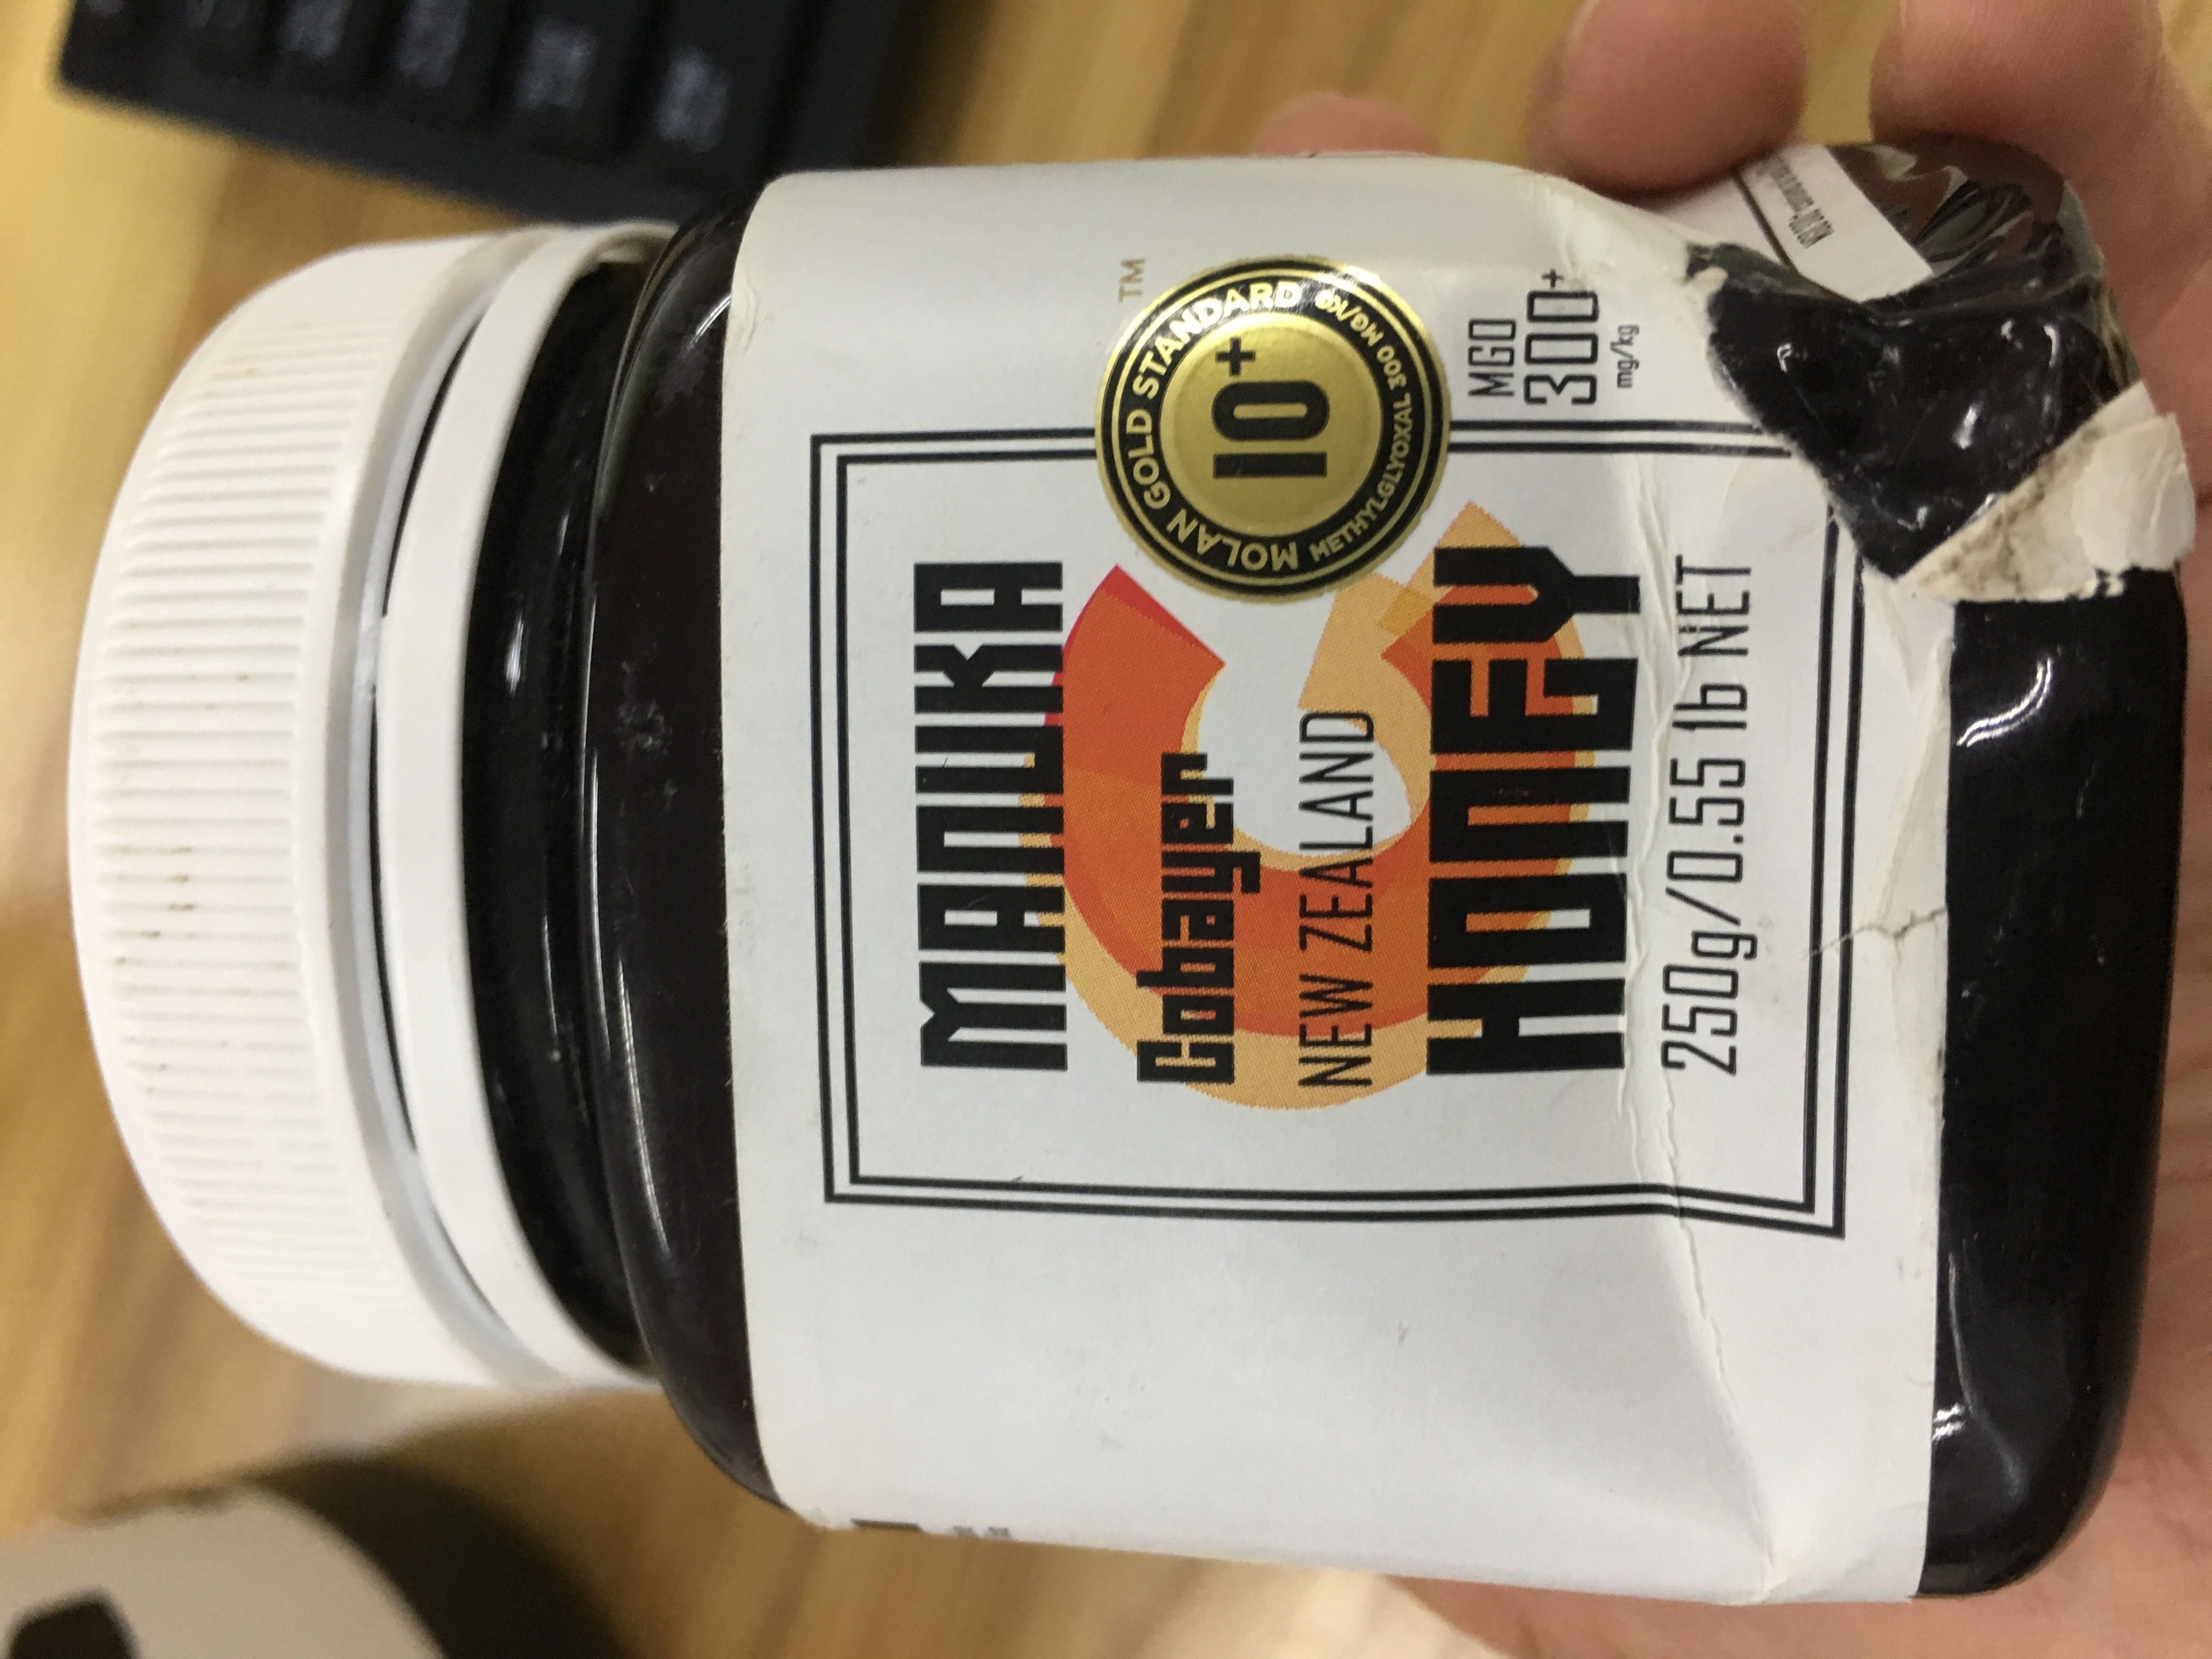 MANUKA
Cobayer
NEW ZEALAND
HONEY
250g/0.55 lb NET
TM
MOLAN GOLD STANDARD
10+
METHYLGLYOXAL 300 MG/KG
MGO
300+
mg/kg